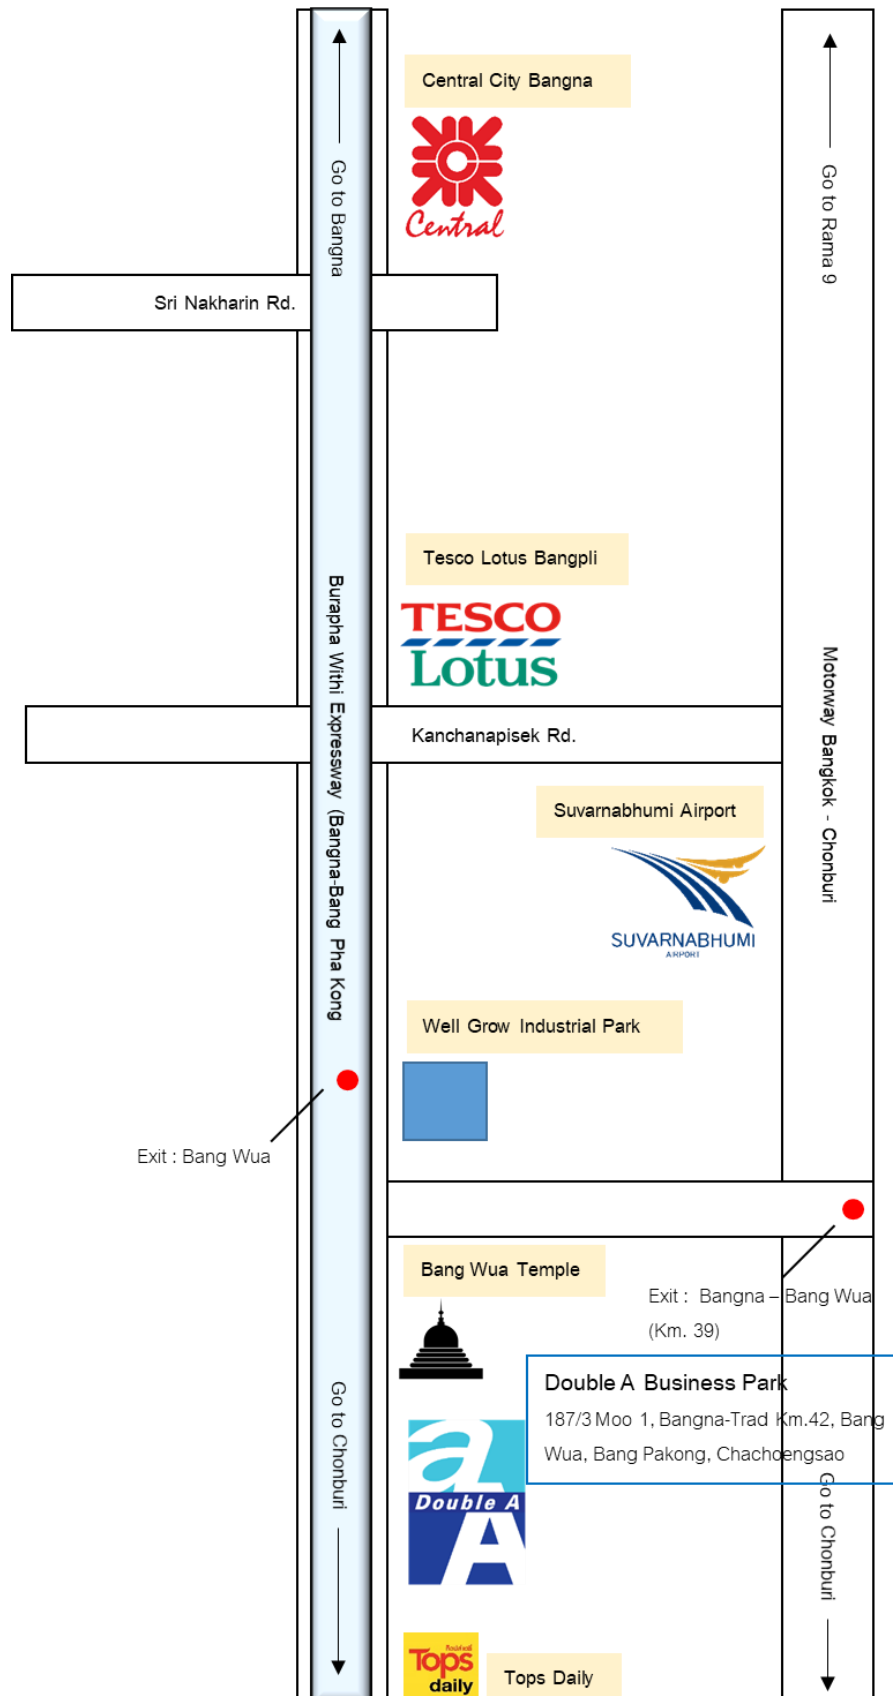 Central City Bangna
Central
Go to Bangna
Go to Rama 9
Sri Nakharin Rd.
Tesco Lotus Bangpli
TESCO
Lotus
Burapha Withi Expressway (Bangna-Bang Pha Kong
Motorway Bangkok - Chonburi
Kanchanapisek Rd.
Suvarnabhumi Airport
SUVARNABHUMI
AIRPORT
Well Grow Industrial Park
Exit : Bang Wua
Bang Wua Temple
Exit : Bangna – Bang Wua
(Km. 39)
Double A Business Park
187/3 Moo 1, Bangna-Trad Km.42, Bang
Wua, Bang Pakong, Chachoengsao
Go to Chonburi
Go to Chonburi
aA
Double A
Tops
daily
Tops Daily